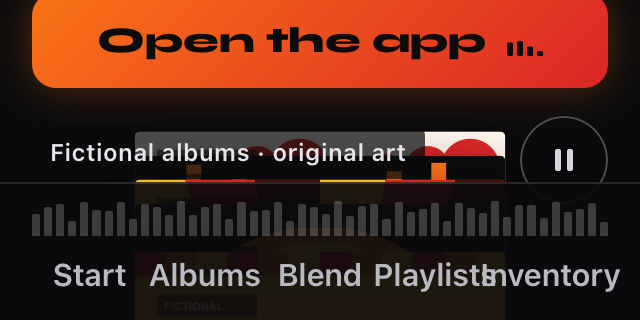 Open the app
Fictional albums · original art
Start Albums Blend Playlists Inventory
FICTIONAL